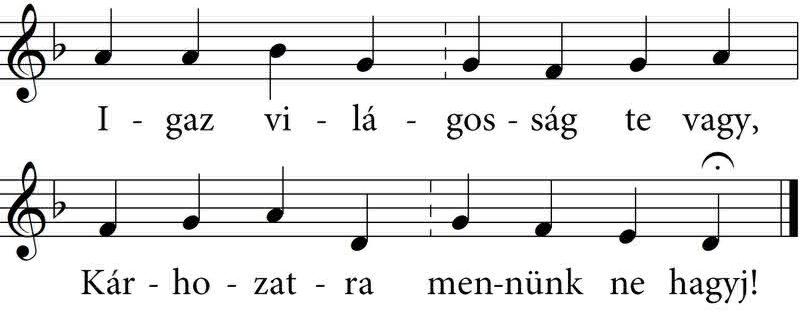 I - gaz vi - lá - gos - ság te vagy,
Kár - ho - zat - ra men-nünk ne hagyj!